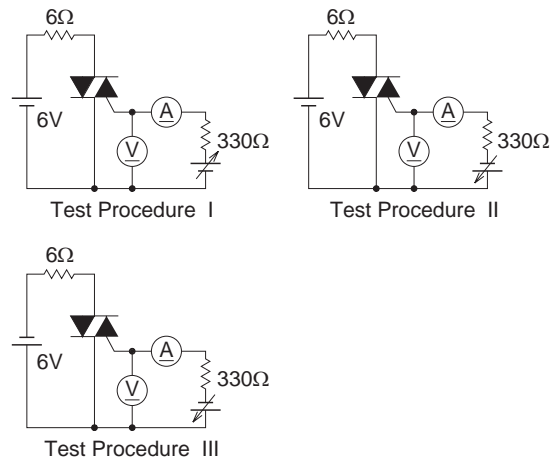 6Ω
6V
A
V
330Ω
Test Procedure I
6Ω
6V
A
V
330Ω
Test Procedure II
6Ω
6V
A
V
330Ω
Test Procedure III